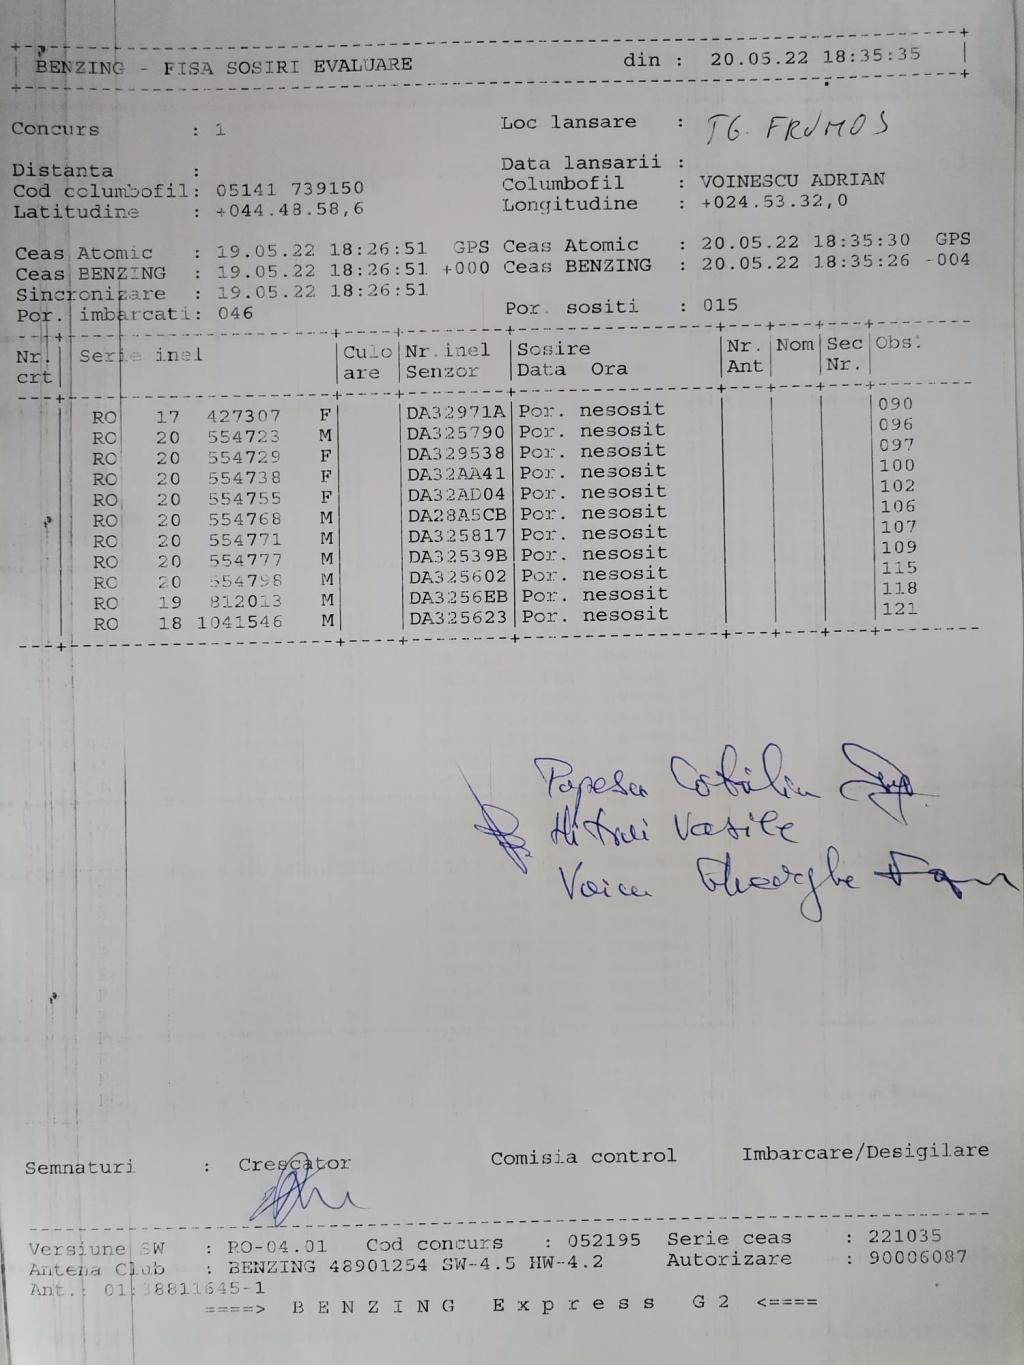 BENZING - FISA SOSIRI EVALUARE din : 20.05.22 18:35:35
Concurs : 1 Loc lansare : TG. FRUMOS
Distanta : Data lansarii :
Cod columbofil: 05141 739150 Columbofil : VOINESCU ADRIAN
Latitudine : +044.48.58,6 Longitudine : +024.53.32,0
Ceas Atomic : 19.05.22 18:26:51 GPS Ceas Atomic : 20.05.22 18:35:30 GPS
Ceas BENZING : 19.05.22 18:26:51 +000 Ceas BENZING : 20.05.22 18:35:26 -004
Sincronizare : 19.05.22 18:26:51
Por. imbarcati: 046 Por. sositi : 015
Nr. Serie inel Culo Nr.inel Sosire Nr. Nom Sec Obs.
crt are Senzor Data Ora Ant Nr.
RO 17 427307 F DA32971A Por. nesosit 090
RO 20 554723 M DA325790 Por. nesosit 096
RO 20 554729 F DA329538 Por. nesosit 097
RO 20 554738 F DA32AA41 Por. nesosit 100
RO 20 554755 F DA32AD04 Por. nesosit 102
RO 20 554768 M DA28A5CB Por. nesosit 106
RO 20 554771 M DA325817 Por. nesosit 107
RO 20 554777 M DA32539B Por. nesosit 109
RO 20 554798 M DA325602 Por. nesosit 115
RO 19 812013 M DA3256EB Por. nesosit 118
RO 18 1041546 M DA325623 Por. nesosit 121
Popescu
Vasile
Voicu Gheorghe
Semnaturi : Crescator Comisia control Imbarcare/Desigilare
Versiune SW : RO-04.01 Cod concurs : 052195 Serie ceas : 221035
Antena Club : BENZING 48901254 SW-4.5 HW-4.2 Autorizare : 90006087
Ant.: 01 38811645-1
====> B E N Z I N G E x p r e s s G 2 <====